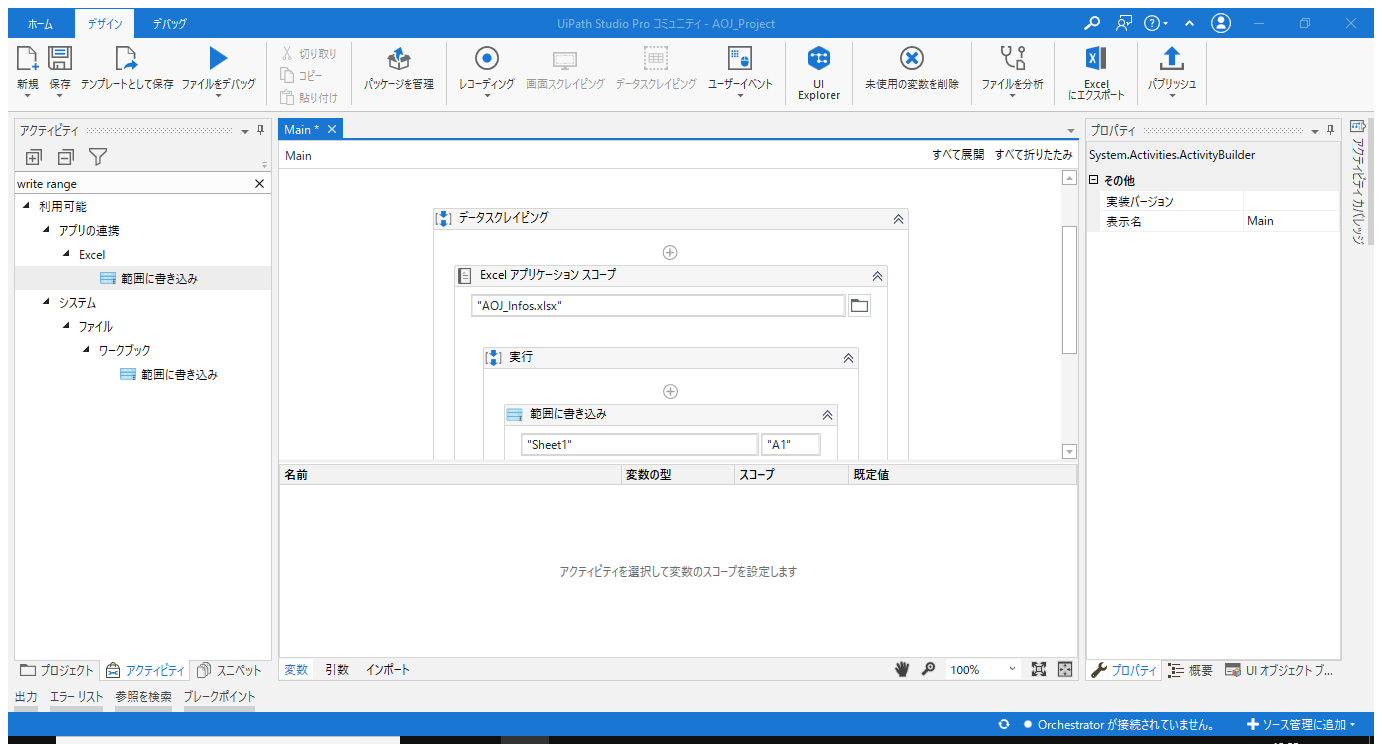 ホーム デザイン デバッグ UiPath Studio Pro コミュニティ - AOJ_Project
新規 保存 テンプレートとして保存 ファイルをデバッグ 切り取り コピー 貼り付け パッケージを管理 レコーディング 画面スクレイピング データスクレイピング ユーザーイベント UI Explorer 未使用の変数を削除 ファイルを分析 Excel にエクスポート パブリッシュ
アクティビティ
write range
利用可能
アプリの連携
Excel
範囲に書き込み
システム
ファイル
ワークブック
範囲に書き込み
プロジェクト アクティビティ スニペット
Main *
Main すべて展開 すべて折りたたみ
データスクレイピング
Excel アプリケーション スコープ
"AOJ_Infos.xlsx"
実行
範囲に書き込み
"Sheet1" "A1"
名前 変数の型 スコープ 既定値
アクティビティを選択して変数のスコープを設定します
変数 引数 インポート 100%
プロパティ
System.Activities.ActivityBuilder
その他
実装バージョン
表示名 Main
プロパティ 概要 UI オブジェクト ブ...
アクティビティ カバレッジ
出力 エラー リスト 参照を検索 ブレークポイント
Orchestrator が接続されていません。 ソース管理に追加